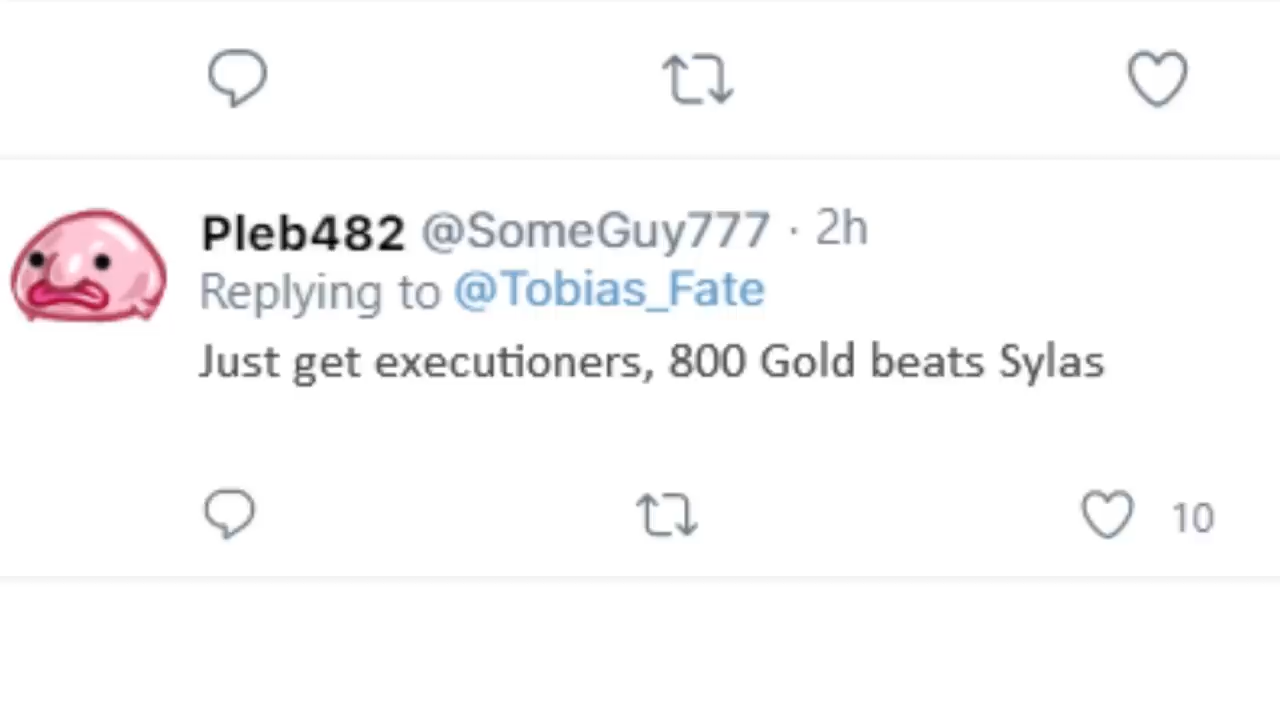 Pleb482 @SomeGuy777 · 2h
Replying to @Tobias_Fate
Just get executioners, 800 Gold beats Sylas
10